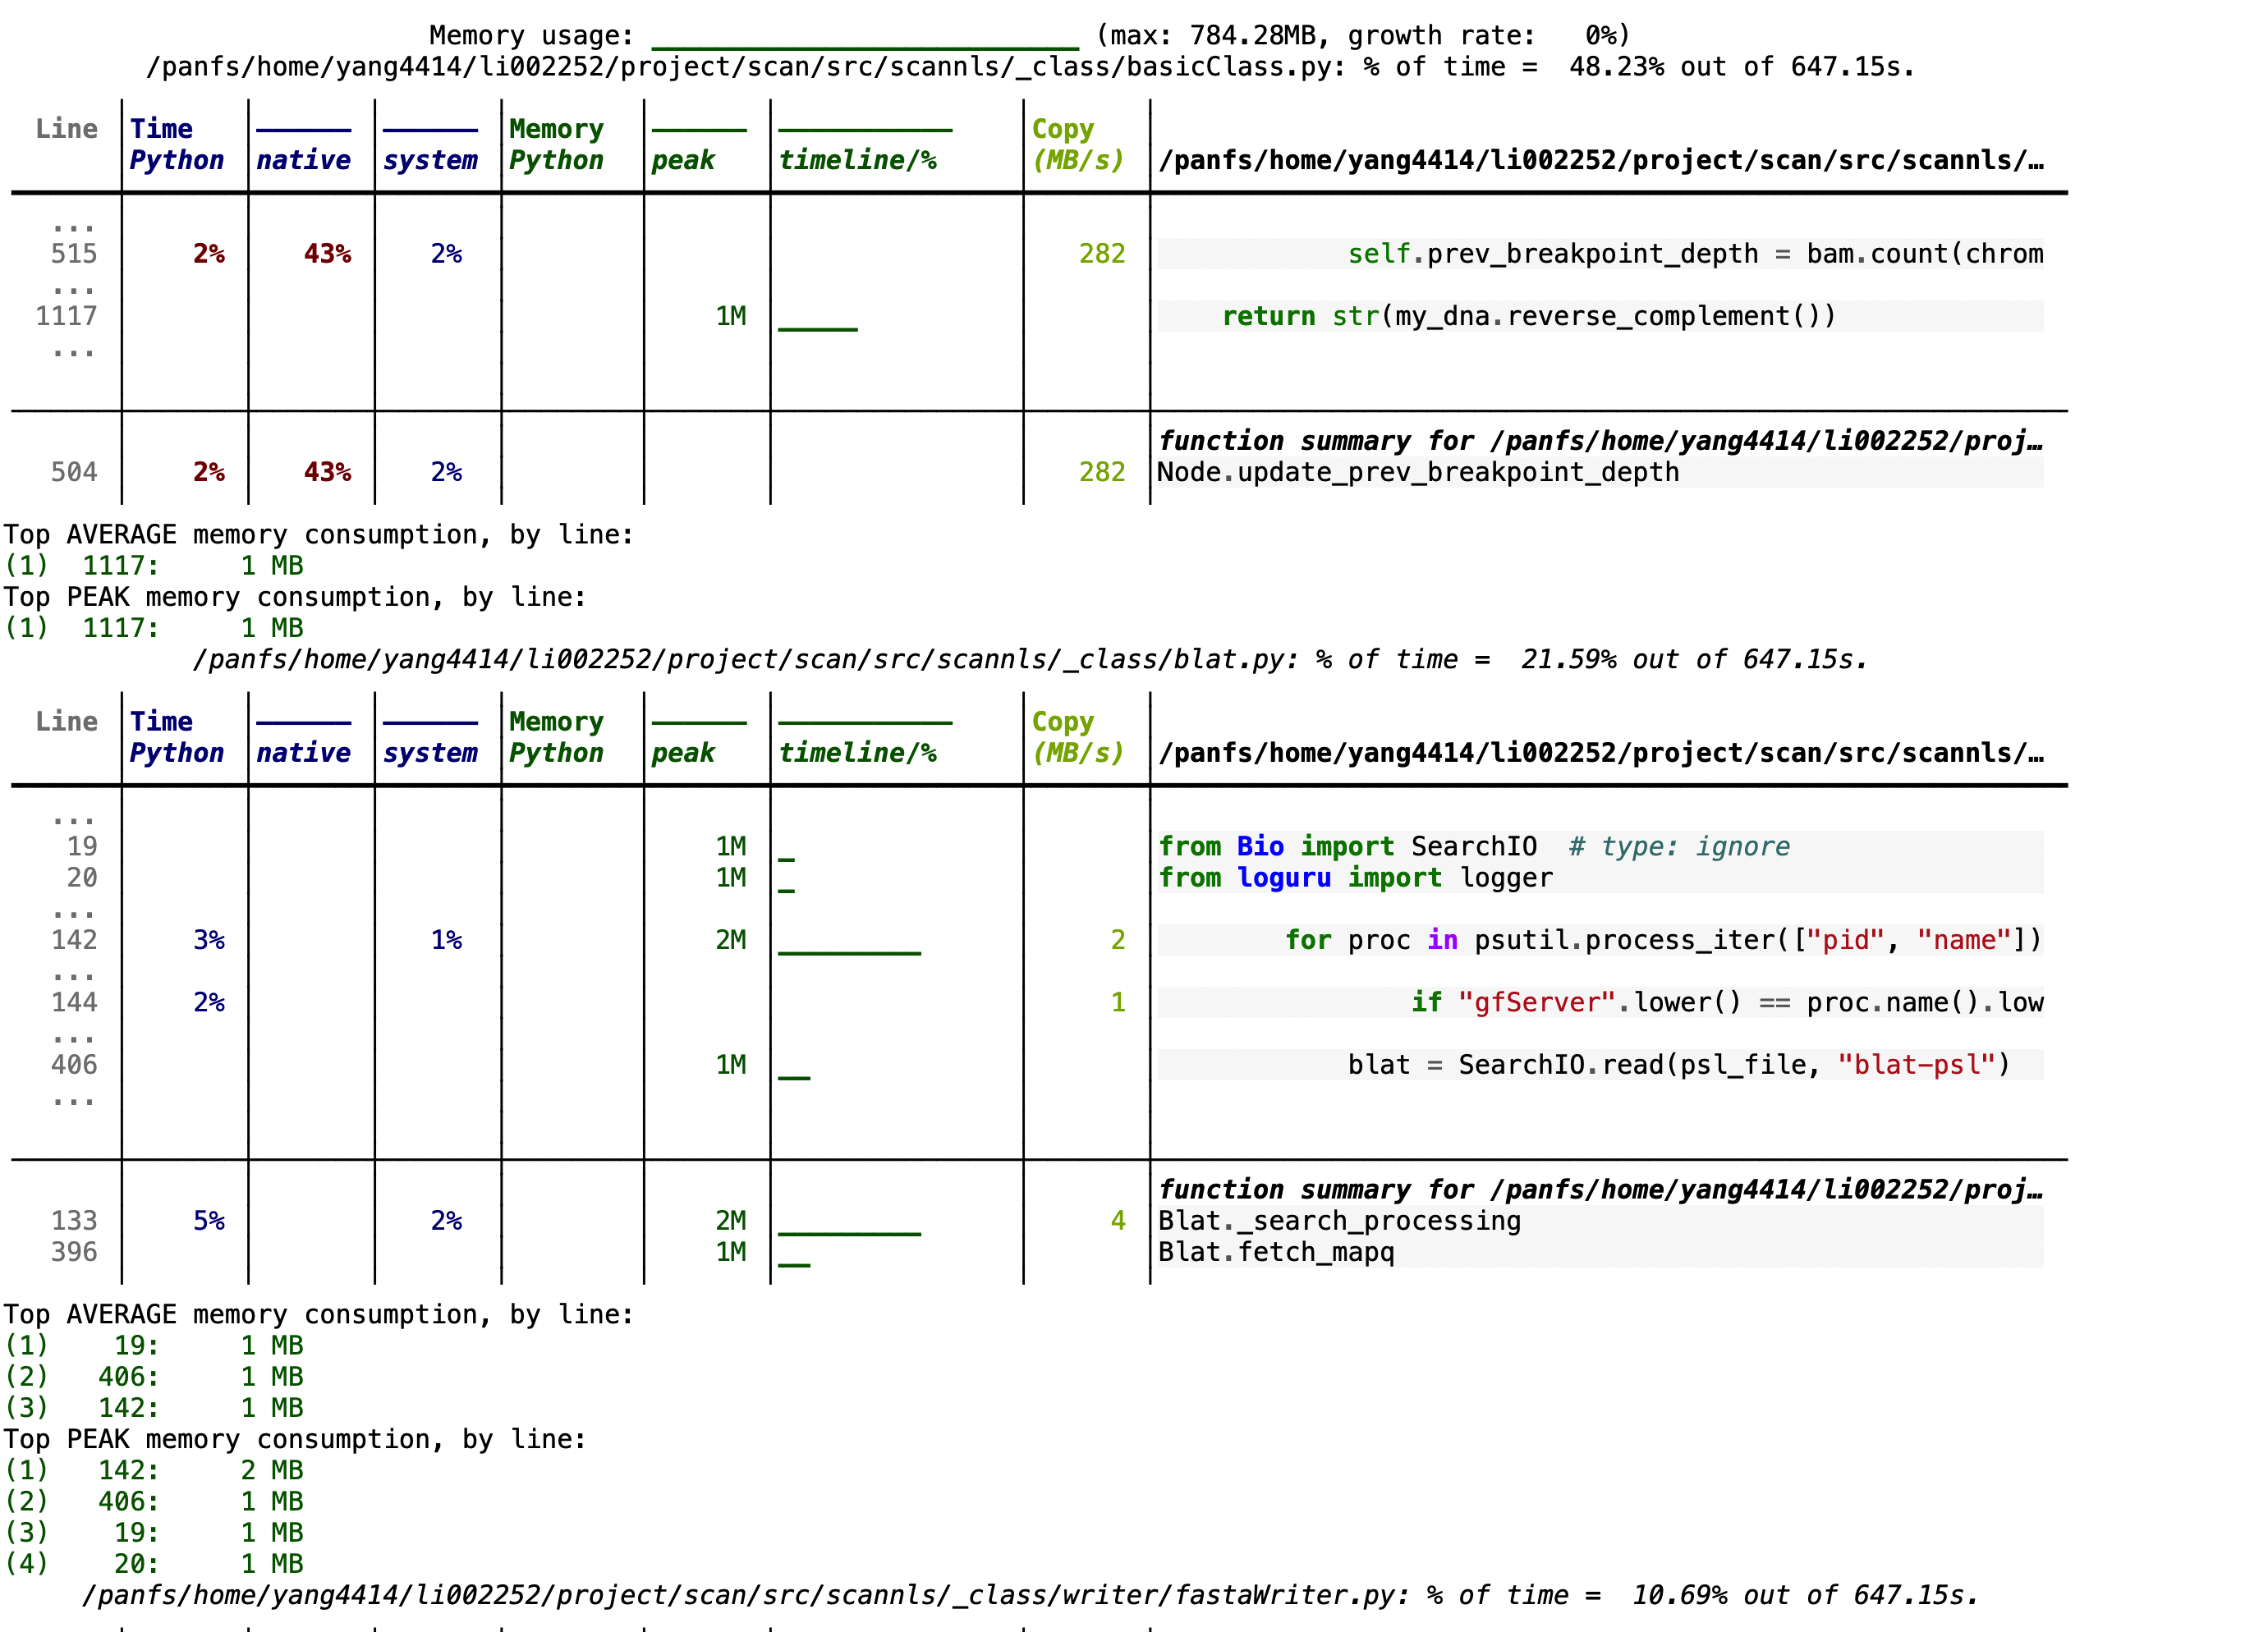 Memory usage: (max: 784.28MB, growth rate: 0%)
/panfs/home/yang4414/li002252/project/scan/src/scannls/_class/basicClass.py: % of time = 48.23% out of 647.15s.
Line Time Memory Copy
Python native system Python peak timeline/% (MB/s) /panfs/home/yang4414/li002252/project/scan/src/scannls/…
...
515 2% 43% 2% 282 self.prev_breakpoint_depth = bam.count(chrom
...
1117 1M return str(my_dna.reverse_complement())
...
function summary for /panfs/home/yang4414/li002252/proj…
504 2% 43% 2% 282 Node.update_prev_breakpoint_depth
Top AVERAGE memory consumption, by line:
(1) 1117: 1 MB
Top PEAK memory consumption, by line:
(1) 1117: 1 MB
/panfs/home/yang4414/li002252/project/scan/src/scannls/_class/blat.py: % of time = 21.59% out of 647.15s.
Line Time Memory Copy
Python native system Python peak timeline/% (MB/s) /panfs/home/yang4414/li002252/project/scan/src/scannls/…
...
19 1M from Bio import SearchIO # type: ignore
20 1M from loguru import logger
...
142 3% 1% 2M 2 for proc in psutil.process_iter(["pid", "name"])
...
144 2% 1 if "gfServer".lower() == proc.name().low
...
406 1M blat = SearchIO.read(psl_file, "blat-psl")
...
function summary for /panfs/home/yang4414/li002252/proj…
133 5% 2% 2M 4 Blat._search_processing
396 1M Blat.fetch_mapq
Top AVERAGE memory consumption, by line:
(1) 19: 1 MB
(2) 406: 1 MB
(3) 142: 1 MB
Top PEAK memory consumption, by line:
(1) 142: 2 MB
(2) 406: 1 MB
(3) 19: 1 MB
(4) 20: 1 MB
/panfs/home/yang4414/li002252/project/scan/src/scannls/_class/writer/fastaWriter.py: % of time = 10.69% out of 647.15s.